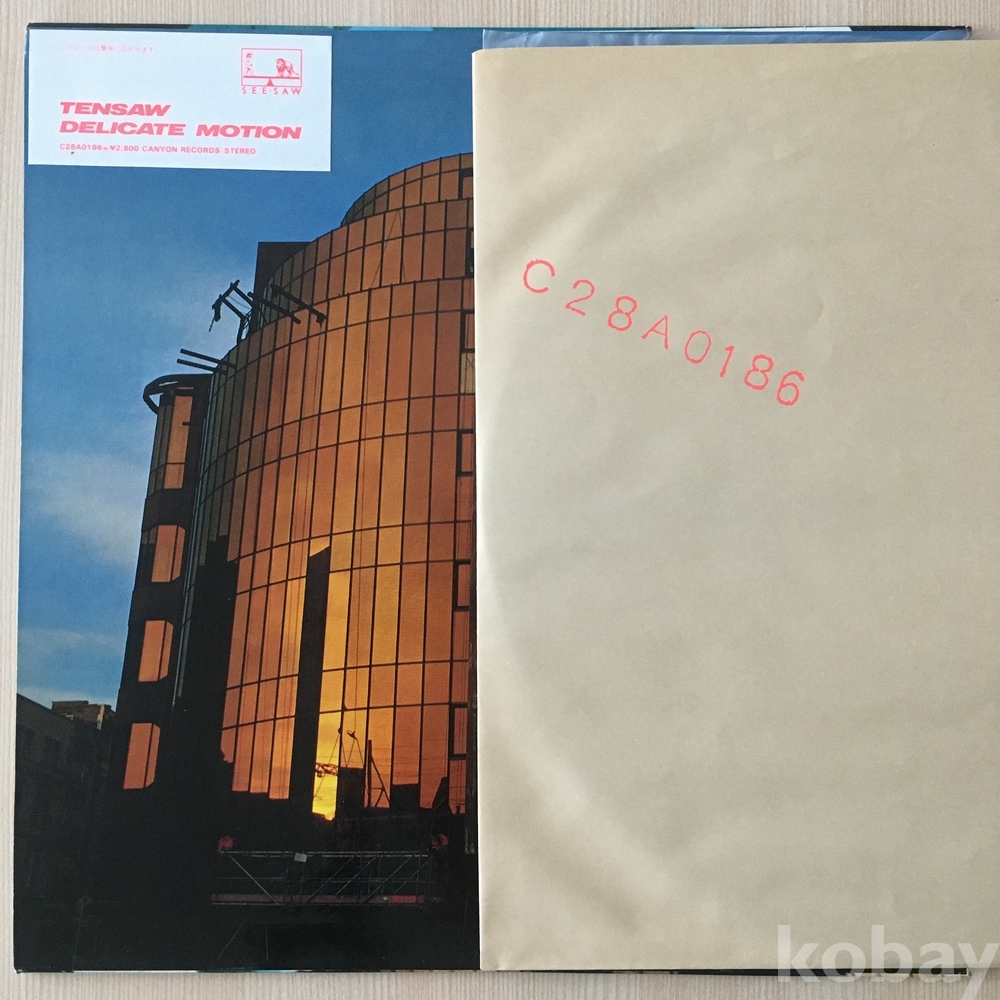 SEE·SAW
TENSAW
DELICATE MOTION
C28A0186 ¥2,800 CANYON RECORDS STEREO
C28A0186
kobay